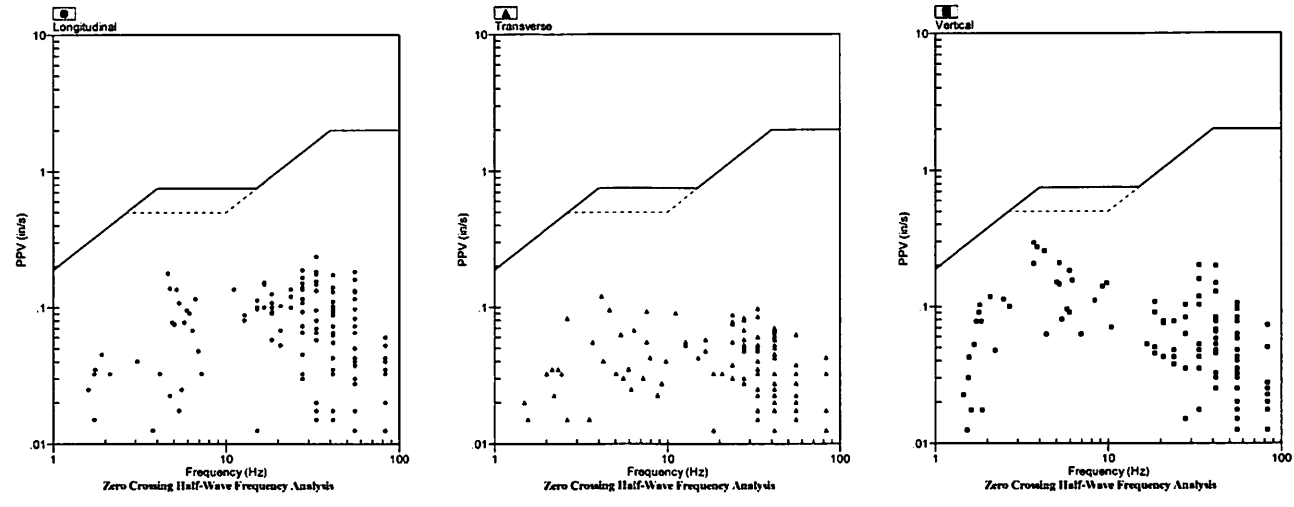 Longitudinal
10
1
.1
.01
PPV (in/s)
1 10 100
Frequency (Hz)
Zero Crossing Half-Wave Frequency Analysis
Transverse
10
1
.1
.01
PPV (in/s)
1 10 100
Frequency (Hz)
Zero Crossing Half-Wave Frequency Analysis
Vertcal
10
1
.1
.01
PPV (in/s)
1 10 100
Frequency (Hz)
Zero Crossing Half-Wave Frequency Analysis